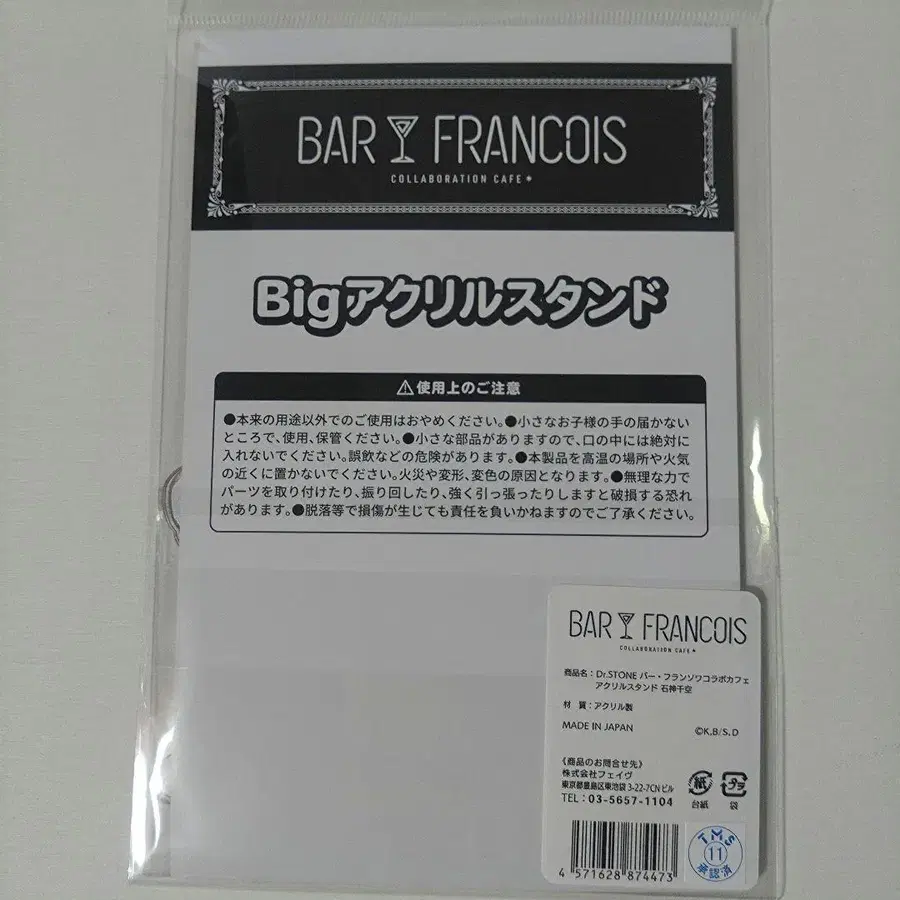 BAR FRANCOIS
COLLABORATION CAFE
Bigアクリルスタンド
⚠使用上のご注意
●本来の用途以外でのご使用はおやめください。●小さなお子様の手の届かない
ところで、使用、保管ください。●小さな部品がありますので、口の中には絶対に
入れないでください。誤飲などの危険があります。●本製品を高温の場所や火気
の近くに置かないでください。火災や変形、変色の原因となります。●無理な力で
パーツを取り付けたり、振り回したり、強く引っ張ったりしますと破損する恐れ
があります。●脱落等で損傷が生じても責任を負いかねますのでご了承ください。
BAR FRANCOIS
COLLABORATION CAFE
商品名：Dr.STONE バー・フランソワコラボカフェ
アクリルスタンド 石神千空
材 質：アクリル製
MADE IN JAPAN ©K.B/S.D
《商品のお問合せ先》
株式会社フェイヴ
東京都豊島区東池袋 3-22-7CN ビル
TEL：03-5657-1104
紙
台紙
プラ
袋
4 571628 874473
TMS
11
承認済